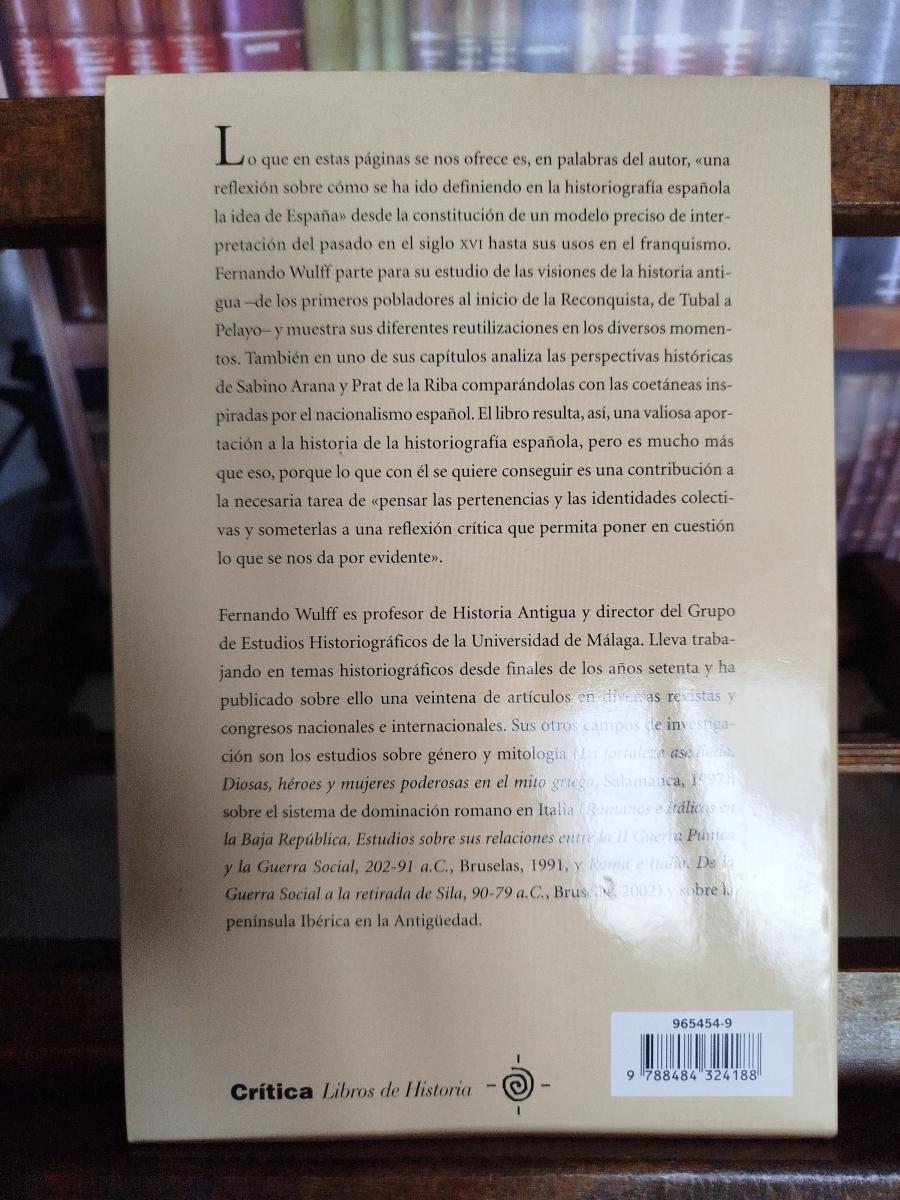 Lo que en estas páginas se nos ofrece es, en palabras del autor, «una
reflexión sobre cómo se ha ido definiendo en la historiografía española
la idea de España» desde la constitución de un modelo preciso de inter-
pretación del pasado en el siglo XVI hasta sus usos en el franquismo.
Fernando Wulff parte para su estudio de las visiones de la historia anti-
gua –de los primeros pobladores al inicio de la Reconquista, de Tubal a
Pelayo– y muestra sus diferentes reutilizaciones en los diversos momen-
tos. También en uno de sus capítulos analiza las perspectivas históricas
de Sabino Arana y Prat de la Riba comparándolas con las coetáneas ins-
piradas por el nacionalismo español. El libro resulta, así, una valiosa apor-
tación a la historia de la historiografía española, pero es mucho más
que eso, porque lo que con él se quiere conseguir es una contribución a
la necesaria tarea de «pensar las pertenencias y las identidades colecti-
vas y someterlas a una reflexión crítica que permita poner en cuestión
lo que se nos da por evidente».
Fernando Wulff es profesor de Historia Antigua y director del Grupo
de Estudios Historiográficos de la Universidad de Málaga. Lleva traba-
jando en temas historiográficos desde finales de los años setenta y ha
publicado sobre ello una veintena de artículos en diversas revistas y
congresos nacionales e internacionales. Sus otros campos de investiga-
ción son los estudios sobre género y mitología (La fortaleza asediada.
Diosas, héroes y mujeres poderosas en el mito griego, Salamanca, 1997),
sobre el sistema de dominación romano en Italia (Romanos e Itálicos en
la Baja República. Estudios sobre sus relaciones entre la II Guerra Púnica
y la Guerra Social, 202-91 a.C., Bruselas, 1991, y Roma e Italia. De la
Guerra Social a la retirada de Sila, 90-79 a.C., Bruselas, 2002) y sobre la
península Ibérica en la Antigüedad.
965454-9
9 788484 324188
Crítica Libros de Historia